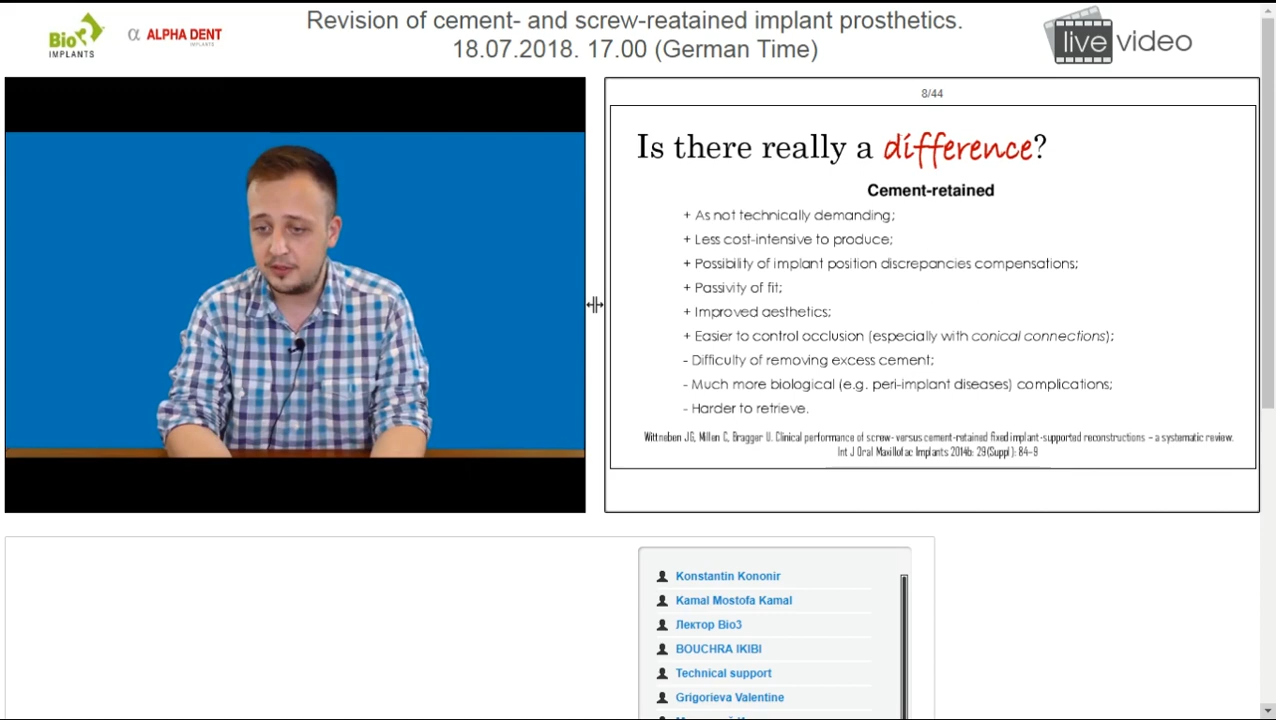 Bio3
IMPLANTS
α ALPHA DENT
IMPLANTS
Revision of cement- and screw-reatained implant prosthetics.
18.07.2018. 17.00 (German Time)
live video
8/44
Is there really a difference?
Cement-retained
+ As not technically demanding;
+ Less cost-intensive to produce;
+ Possibility of implant position discrepancies compensations;
+ Passivity of fit;
+ Improved aesthetics;
+ Easier to control occlusion (especially with conical connections);
- Difficulty of removing excess cement;
- Much more biological (e.g. peri-implant diseases) complications;
- Harder to retrieve.
Wittneben JG, Millen C, Bragger U. Clinical performance of screw- versus cement-retained fixed implant-supported reconstructions – a systematic review.
Int J Oral Maxillofac Implants 2014b: 29(Suppl): 84–9
Konstantin Kononir
Kamal Mostofa Kamal
Лектор Bio3
BOUCHRA IKIBI
Technical support
Grigorieva Valentine